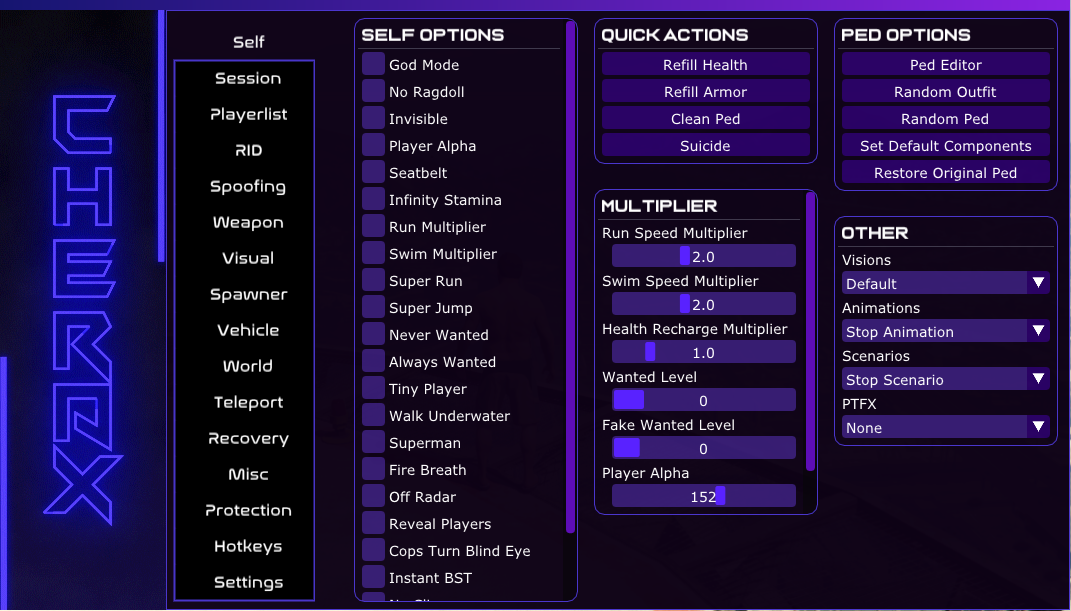 CHERAX
Self
Session
Playerlist
RID
Spoofing
Weapon
Visual
Spawner
Vehicle
World
Teleport
Recovery
Misc
Protection
Hotkeys
Settings
SELF OPTIONS
God Mode
No Ragdoll
Invisible
Player Alpha
Seatbelt
Infinity Stamina
Run Multiplier
Swim Multiplier
Super Run
Super Jump
Never Wanted
Always Wanted
Tiny Player
Walk Underwater
Superman
Fire Breath
Off Radar
Reveal Players
Cops Turn Blind Eye
Instant BST
QUICK ACTIONS
Refill Health
Refill Armor
Clean Ped
Suicide
MULTIPLIER
Run Speed Multiplier
2.0
Swim Speed Multiplier
2.0
Health Recharge Multiplier
1.0
Wanted Level
0
Fake Wanted Level
0
Player Alpha
152
PED OPTIONS
Ped Editor
Random Outfit
Random Ped
Set Default Components
Restore Original Ped
OTHER
Visions
Default
Animations
Stop Animation
Scenarios
Stop Scenario
PTFX
None